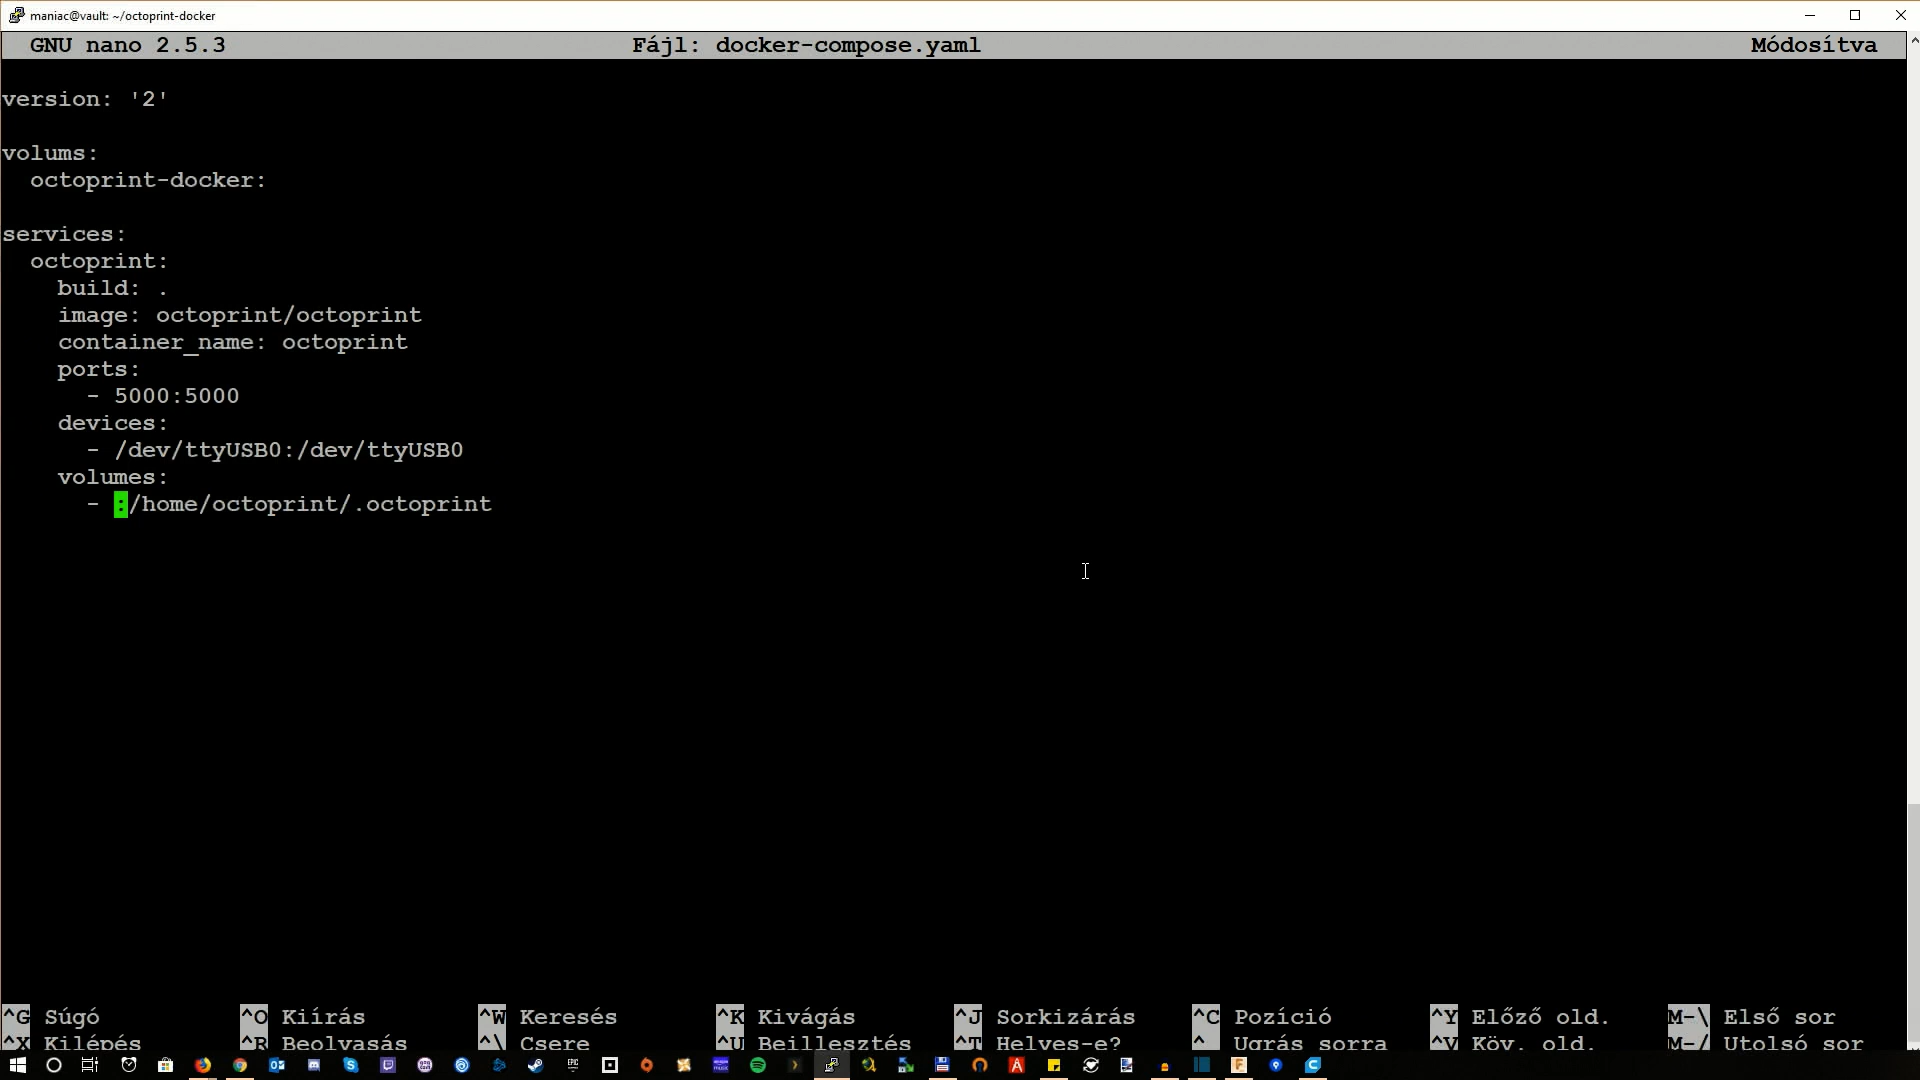 maniac@vault: ~/octoprint-docker
GNU nano 2.5.3 Fájl: docker-compose.yaml Módosítva
version: '2'
volums:
  octoprint-docker:
services:
  octoprint:
    build: .
    image: octoprint/octoprint
    container_name: octoprint
    ports:
      - 5000:5000
    devices:
      - /dev/ttyUSB0:/dev/ttyUSB0
    volumes:
      - :/home/octoprint/.octoprint
^G Súgó ^O Kiírás ^W Keresés ^K Kivágás ^J Sorkizárás ^C Pozíció ^Y Előző old. M-\ Első sor
^X Kilépés ^R Beolvasás ^\ Csere ^U Beillesztés ^T Helyes-e? ^_ Ugrás sorra ^V Köv. old. M-/ Utolsó sor